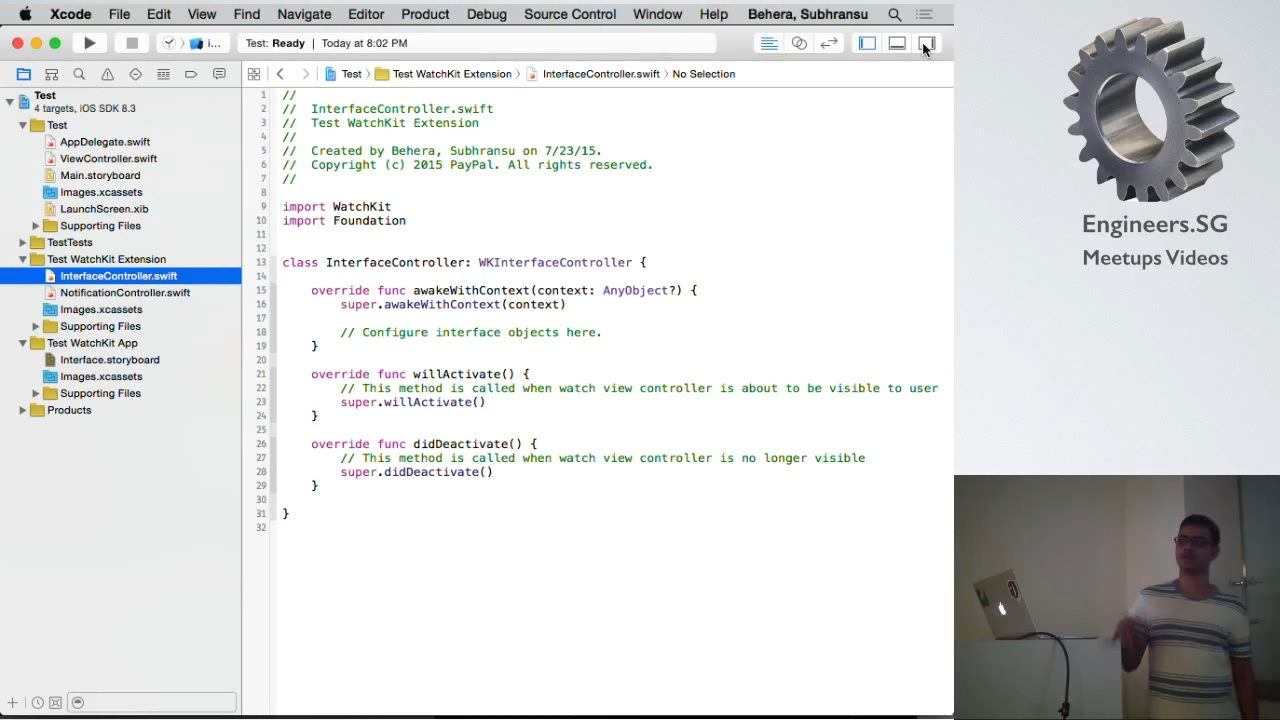 Xcode File Edit View Find Navigate Editor Product Debug Source Control Window Help Behera, Subhransu
i... Test: Ready | Today at 8:02 PM
Test Test WatchKit Extension InterfaceController.swift No Selection
Test
4 targets, iOS SDK 8.3
Test
AppDelegate.swift
ViewController.swift
Main.storyboard
Images.xcassets
LaunchScreen.xib
Supporting Files
TestTests
Test WatchKit Extension
InterfaceController.swift
NotificationController.swift
Images.xcassets
Supporting Files
Test WatchKit App
Interface.storyboard
Images.xcassets
Supporting Files
Products
1 //
2 //  InterfaceController.swift
3 //  Test WatchKit Extension
4 //
5 //  Created by Behera, Subhransu on 7/23/15.
6 //  Copyright (c) 2015 PayPal. All rights reserved.
7 //
8
9 import WatchKit
10 import Foundation
11
12
13 class InterfaceController: WKInterfaceController {
14
15     override func awakeWithContext(context: AnyObject?) {
16         super.awakeWithContext(context)
17
18         // Configure interface objects here.
19     }
20
21     override func willActivate() {
22         // This method is called when watch view controller is about to be visible to user
23         super.willActivate()
24     }
25
26     override func didDeactivate() {
27         // This method is called when watch view controller is no longer visible
28         super.didDeactivate()
29     }
30
31 }
32
Engineers.SG
Meetups Videos